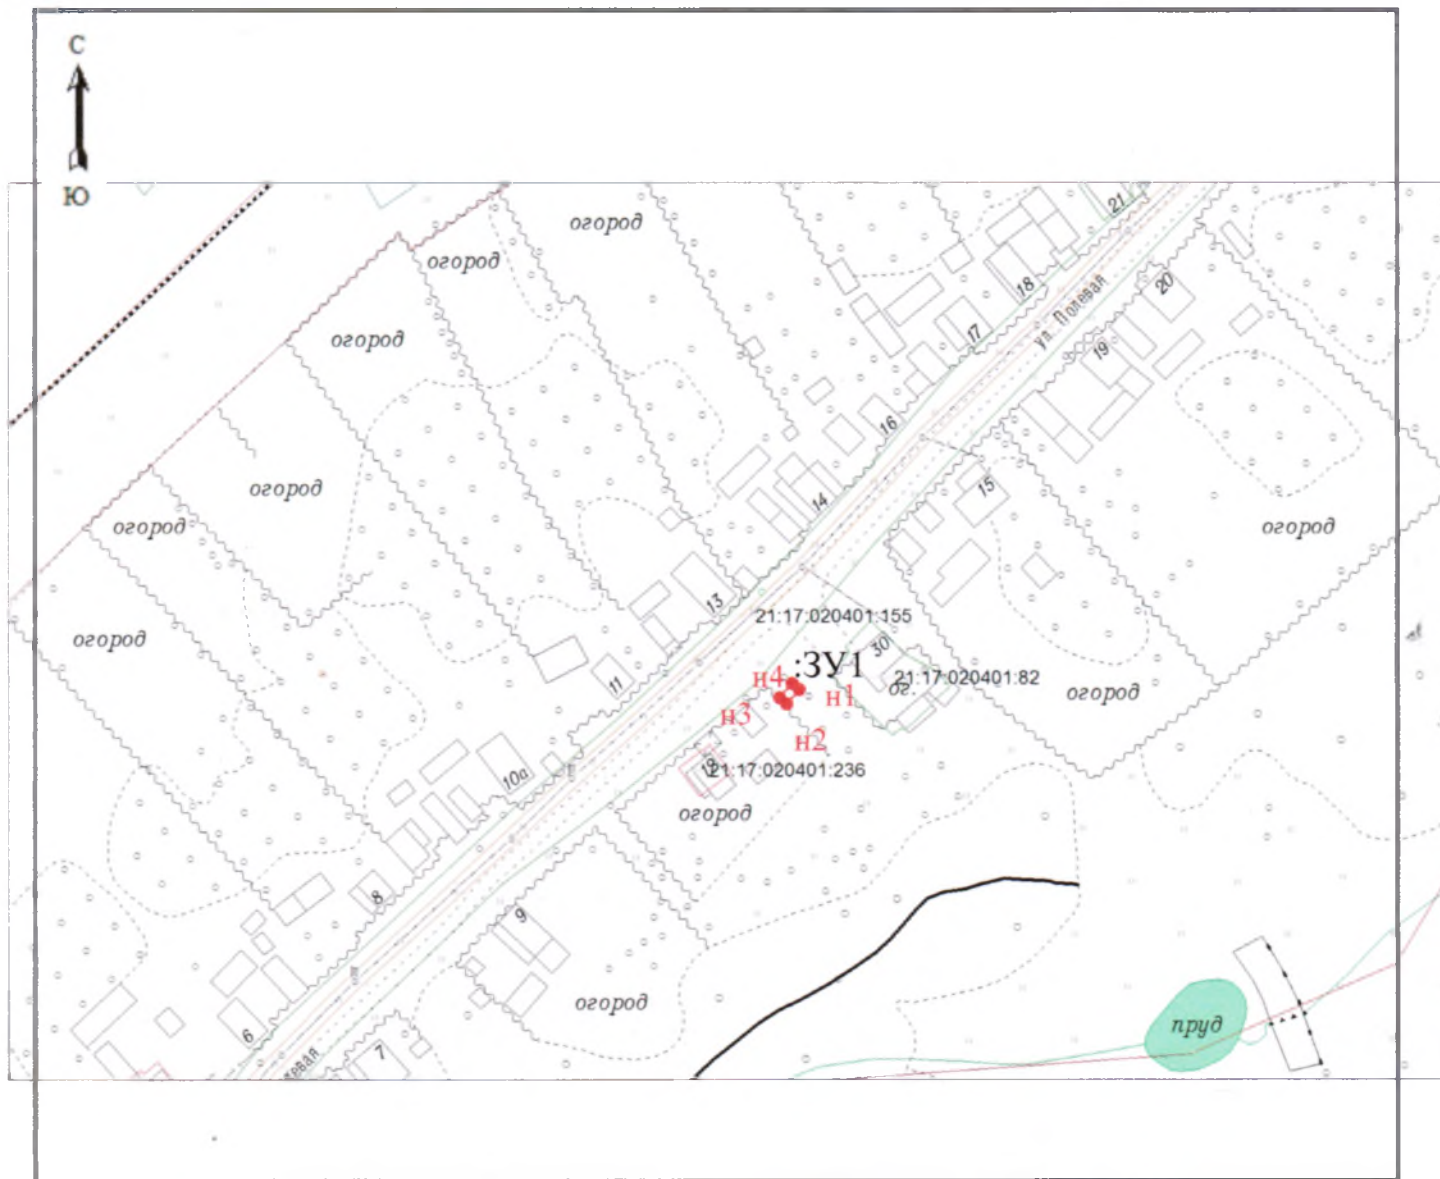 С
Ю
огород
огород
огород
огород
огород
огород
21
18
ул. Полевая
20
17
19
16
15
14
огород
13
21:17:020401:155
30
:ЗУ1
н4
21:17:020401:82
ог.
н1
огород
11
н3
н2
10а
21:17:020401:236
огород
8
9
огород
пруд
6
7